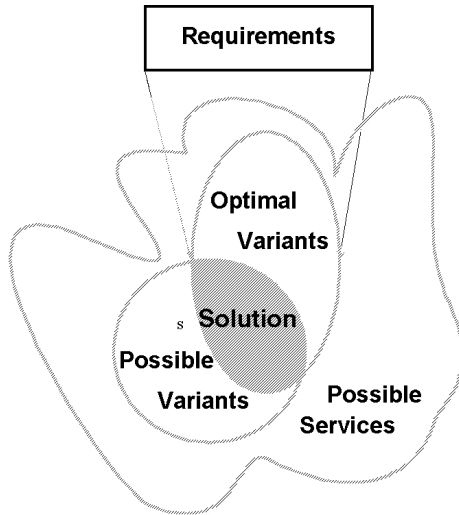 Requirements
Optimal
Variants
s Solution
Possible
Variants
Possible
Services